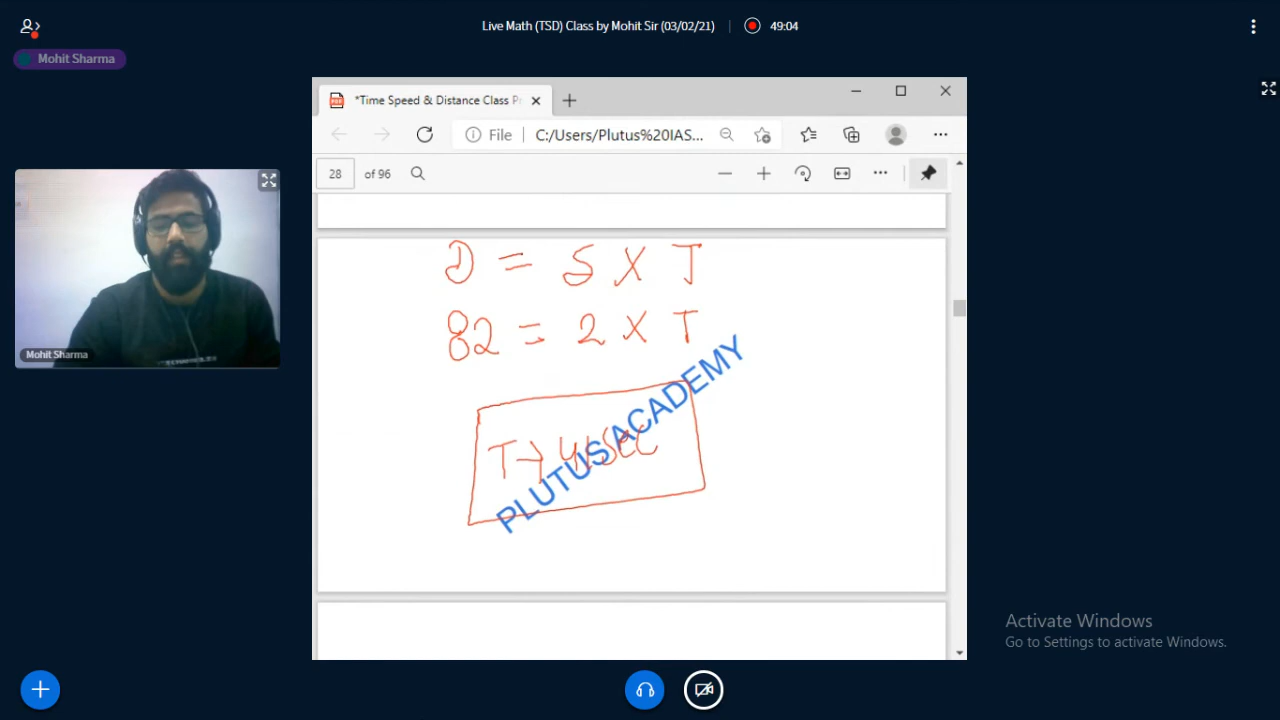 Live Math (TSD) Class by Mohit Sir (03/02/21) 49:04
Mohit Sharma
*Time Speed & Distance Class Pr
File C:/Users/Plutus%20IAS...
28 of 96
D = S X T
82 = 2 X T
T → 41 SEC
PLUTUS ACADEMY
Mohit Sharma
Activate Windows
Go to Settings to activate Windows.